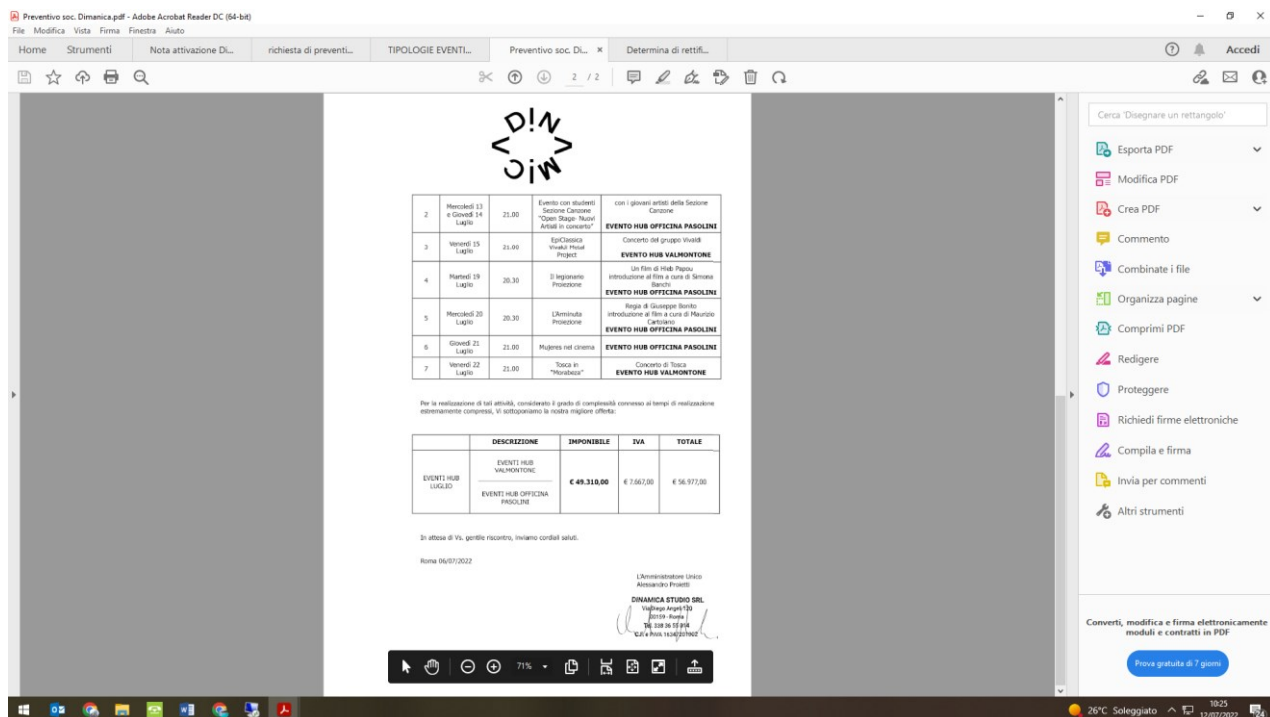 Preventivo soc. Dimanica.pdf - Adobe Acrobat Reader DC (64-bit)
File Modifica Vista Firma Finestra Aiuto
Home Strumenti Nota attivazione Di... richiesta di preventi... TIPOLOGIE EVENTI... Preventivo soc. Di... × Determina di rettifi... Accedi
2 / 2
D!N
MIC
2 Mercoledì 13 e Giovedì 14 Luglio 21.00 Evento con studenti Sezione Canzone "Open Stage- Nuovi Artisti in concerto" con i giovani artisti della Sezione Canzone
EVENTO HUB OFFICINA PASOLINI
3 Venerdì 15 Luglio 21.00 EpiClassica Project Concerto del gruppo Vivaldi
EVENTO HUB VALMONTONE
4 Martedì 19 Luglio 20.30 Il legionario Proiezione Un film di Hleb Papou introduzione al film a cura di Simona Banchi
EVENTO HUB OFFICINA PASOLINI
5 Mercoledì 20 Luglio 20.30 L'Arminuta Proiezione Regia di Giuseppe Bonito introduzione al film a cura di Maurizio
EVENTO HUB OFFICINA PASOLINI
6 Giovedì 21 Luglio 21.00 Mujeres nel cinema EVENTO HUB OFFICINA PASOLINI
7 Venerdì 22 Luglio 21.00 Tosca in "Morabeza" Concerto di Tosca
EVENTO HUB VALMONTONE
Per la realizzazione di tali attività, considerato il grado di complessità connesso ai tempi di realizzazione
estremamente compressi, Vi sottoponiamo la nostra migliore offerta:
DESCRIZIONE IMPONIBILE IVA TOTALE
EVENTI HUB LUGLIO
EVENTI HUB VALMONTONE
EVENTI HUB OFFICINA PASOLINI
€ 49.310,00 € 7.667,00 € 56.977,00
In attesa di Vs. gentile riscontro, inviamo cordiali saluti.
Roma 06/07/2022
L'Amministratore Unico
Alessandro Proietti
DINAMICA STUDIO SRL
Via Diego Angeli 120
00159 - Roma
71%
Cerca 'Disegnare un rettangolo'
Esporta PDF
Modifica PDF
Crea PDF
Commento
Combinate i file
Organizza pagine
Comprimi PDF
Redigere
Proteggere
Richiedi firme elettroniche
Compila e firma
Invia per commenti
Altri strumenti
Converti, modifica e firma elettronicamente
moduli e contratti in PDF
Prova gratuita di 7 giorni
26°C Soleggiato
10:25
12/07/2022
24